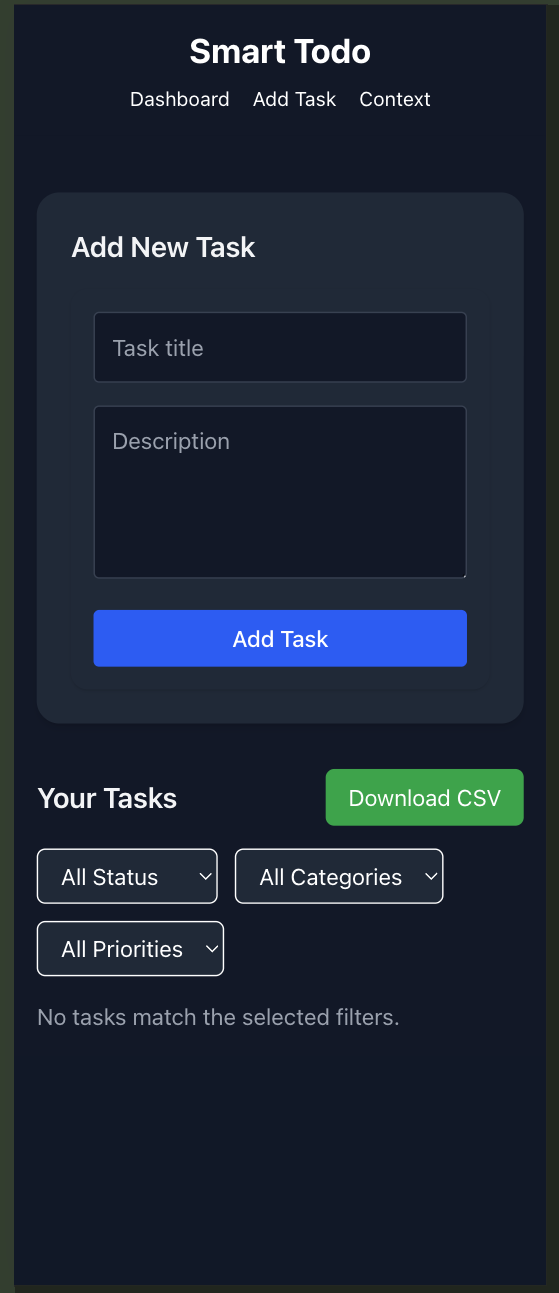 Smart Todo
Dashboard Add Task Context
Add New Task
Task title
Description
Add Task
Your Tasks
Download CSV
All Status
All Categories
All Priorities
No tasks match the selected filters.